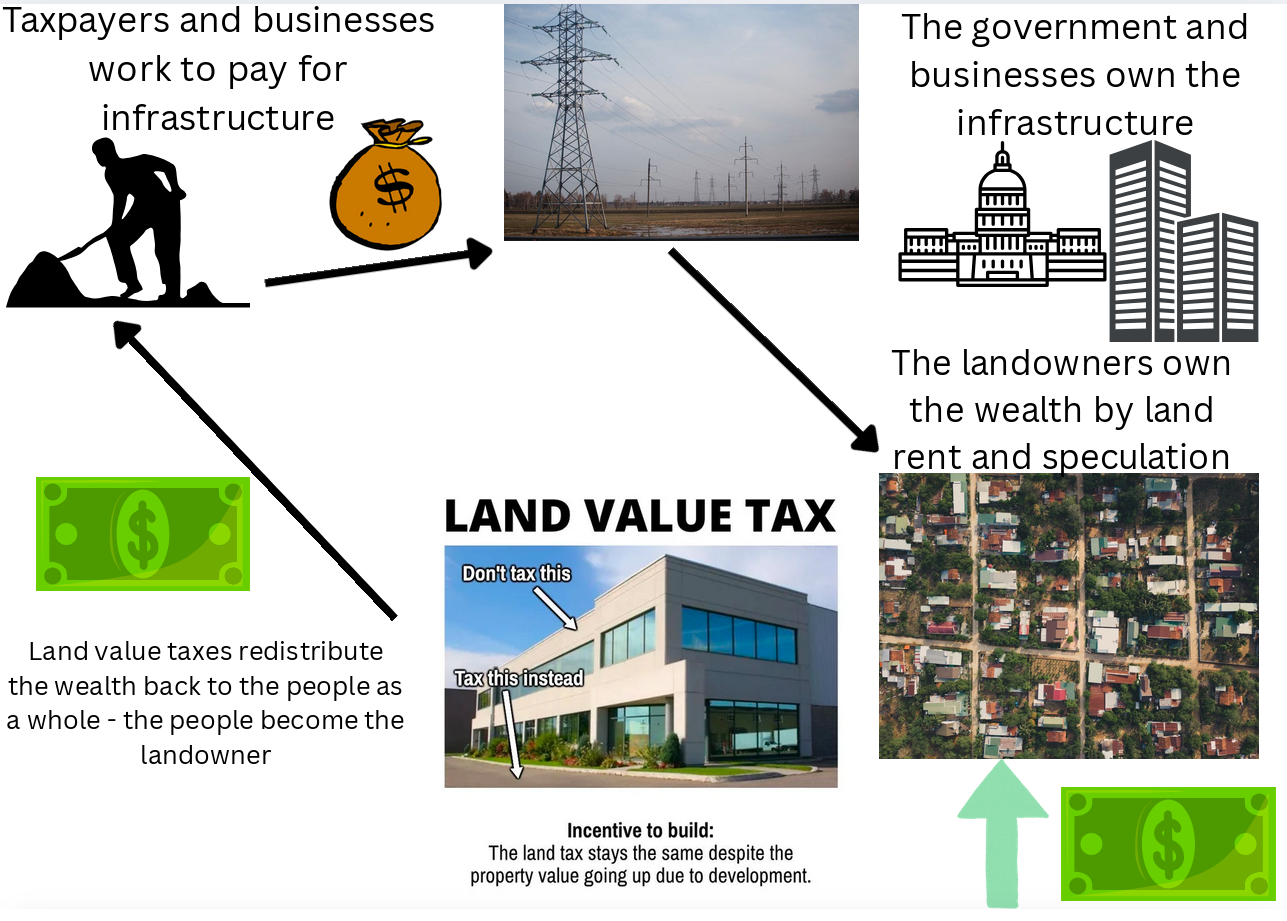 Taxpayers and businesses
work to pay for
infrastructure
$
The government and
businesses own the
infrastructure
The landowners own
the wealth by land
rent and speculation
$
Land value taxes redistribute
the wealth back to the people as
a whole - the people become the
landowner
LAND VALUE TAX
Don't tax this
Tax this instead
Incentive to build:
The land tax stays the same despite the
property value going up due to development.
$